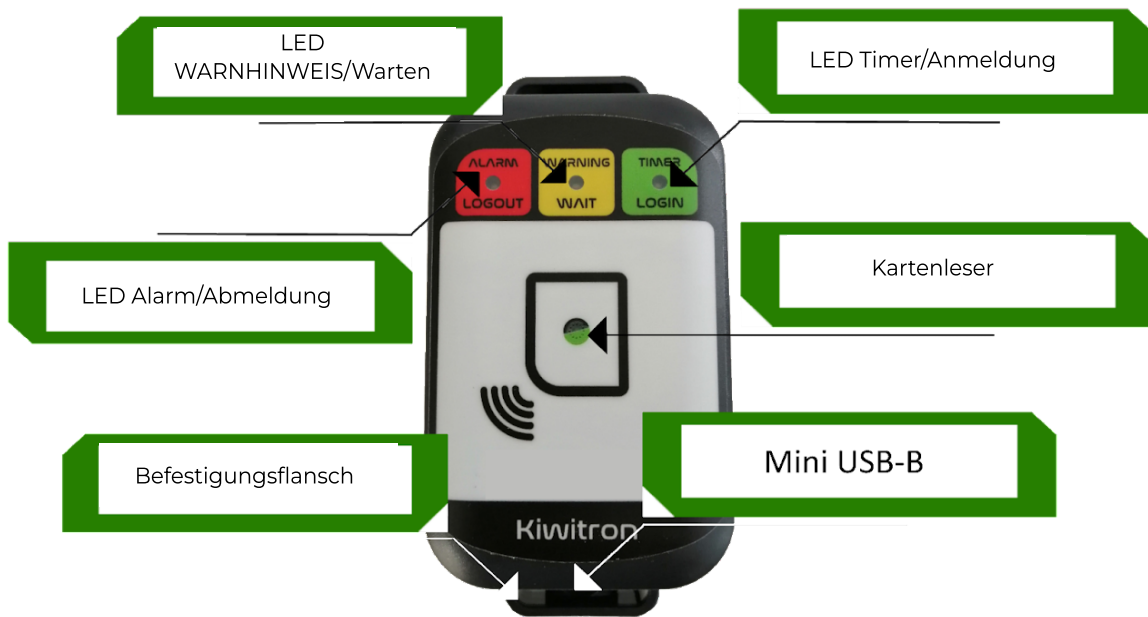 LED
WARNHINWEIS/Warten
LED Timer/Anmeldung
ALARM
LOGOUT
WARNING
WAIT
TIMER
LOGIN
LED Alarm/Abmeldung
Kartenleser
Befestigungsflansch
Mini USB-B
Kiwitron